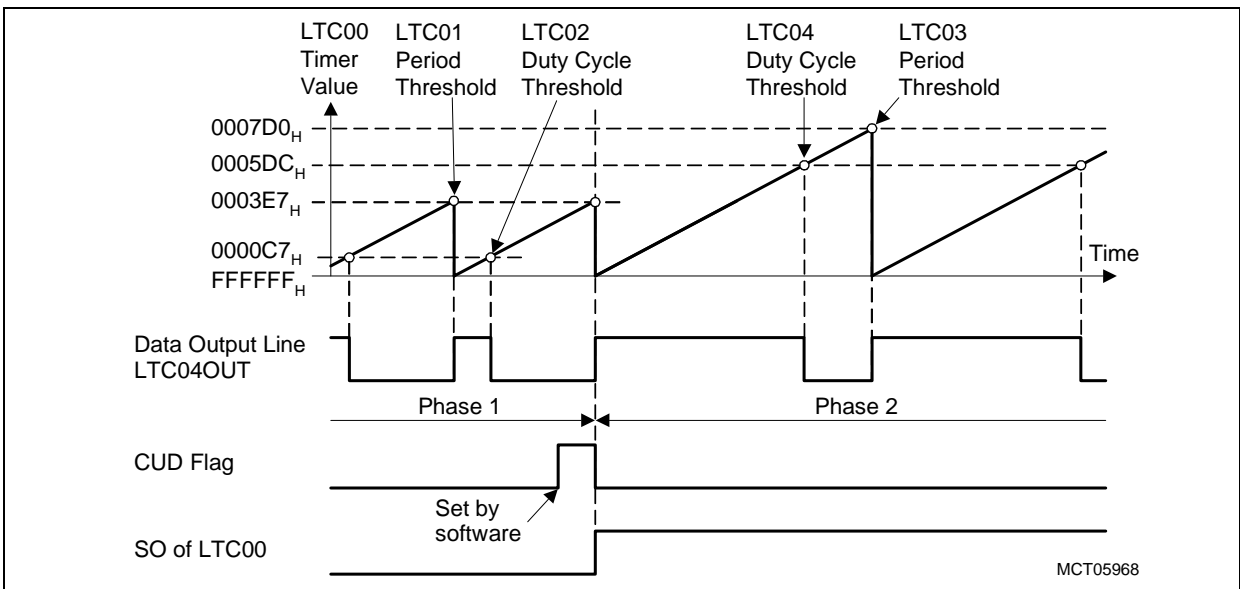 LTC00
Timer
Value
LTC01
Period
Threshold
LTC02
Duty Cycle
Threshold
LTC04
Duty Cycle
Threshold
LTC03
Period
Threshold
0007D0H
0005DCH
0003E7H
0000C7H
FFFFFFH
Time
Data Output Line
LTC04OUT
Phase 1
Phase 2
CUD Flag
Set by
software
SO of LTC00
MCT05968